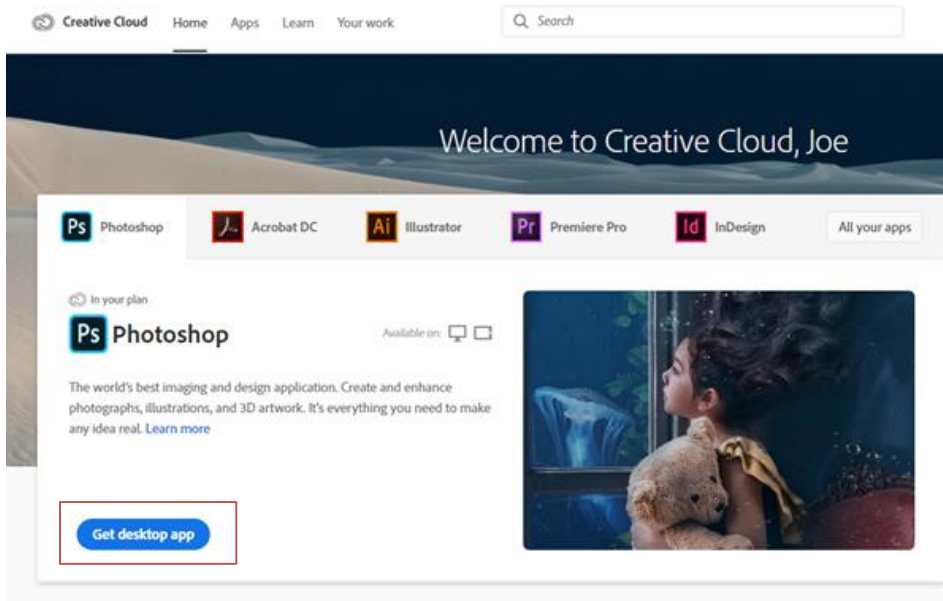 Creative Cloud Home Apps Learn Your work Search
Welcome to Creative Cloud, Joe
Ps Photoshop Acrobat DC Ai Illustrator Pr Premiere Pro Id InDesign All your apps
In your plan
Ps Photoshop Available on:
The world's best imaging and design application. Create and enhance
photographs, illustrations, and 3D artwork. It's everything you need to make
any idea real. Learn more
Get desktop app